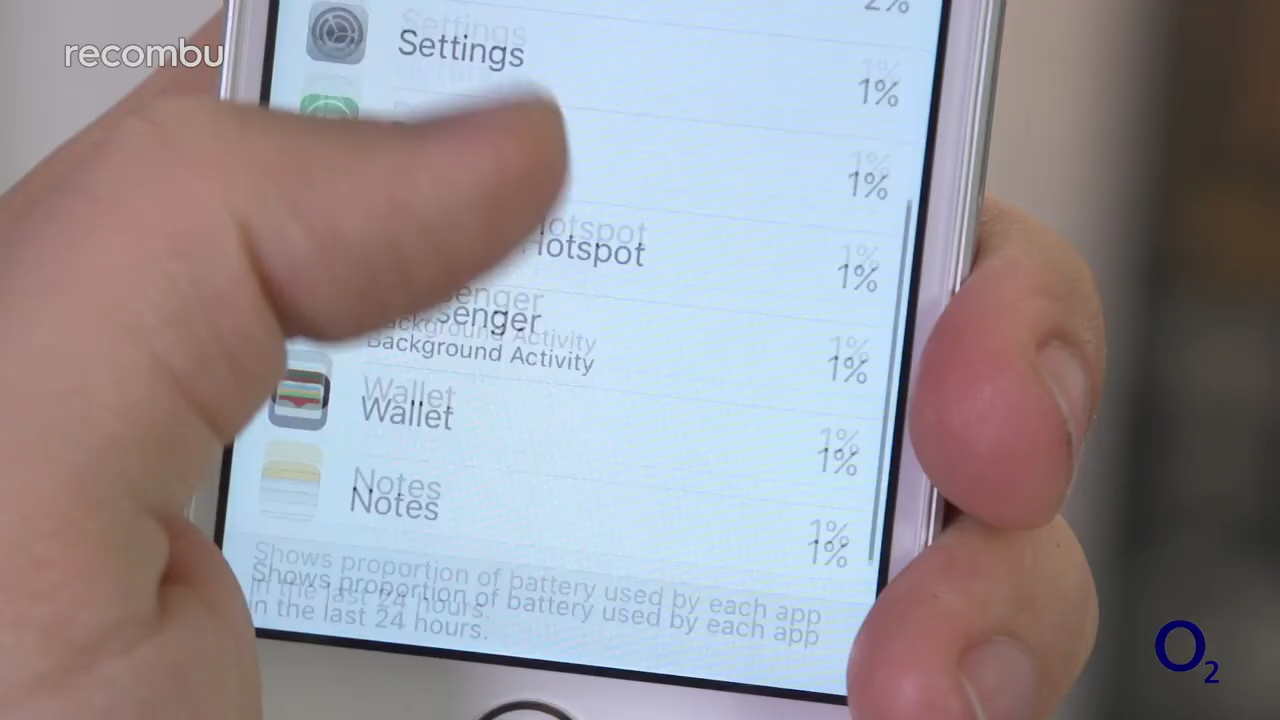 recombu
2%
Settings
1%
1%
Hotspot
1%
senger
Background Activity
1%
Wallet
1%
Notes
1%
Shows proportion of battery used by each app
in the last 24 hours.
O2